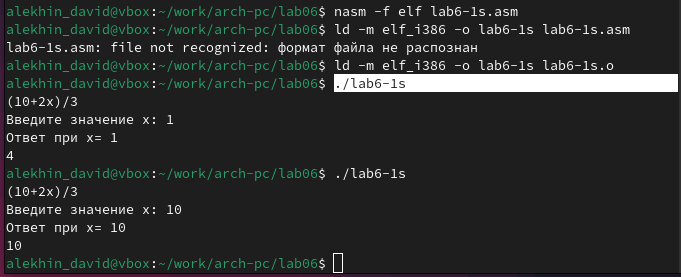 alekhin_david@vbox:~/work/arch-pc/lab06$ nasm -f elf lab6-1s.asm
alekhin_david@vbox:~/work/arch-pc/lab06$ ld -m elf_i386 -o lab6-1s lab6-1s.asm
lab6-1s.asm: file not recognized: формат файла не распознан
alekhin_david@vbox:~/work/arch-pc/lab06$ ld -m elf_i386 -o lab6-1s lab6-1s.o
alekhin_david@vbox:~/work/arch-pc/lab06$ ./lab6-1s
(10+2x)/3
Введите значение x: 1
Ответ при x= 1
4
alekhin_david@vbox:~/work/arch-pc/lab06$ ./lab6-1s
(10+2x)/3
Введите значение x: 10
Ответ при x= 10
10
alekhin_david@vbox:~/work/arch-pc/lab06$